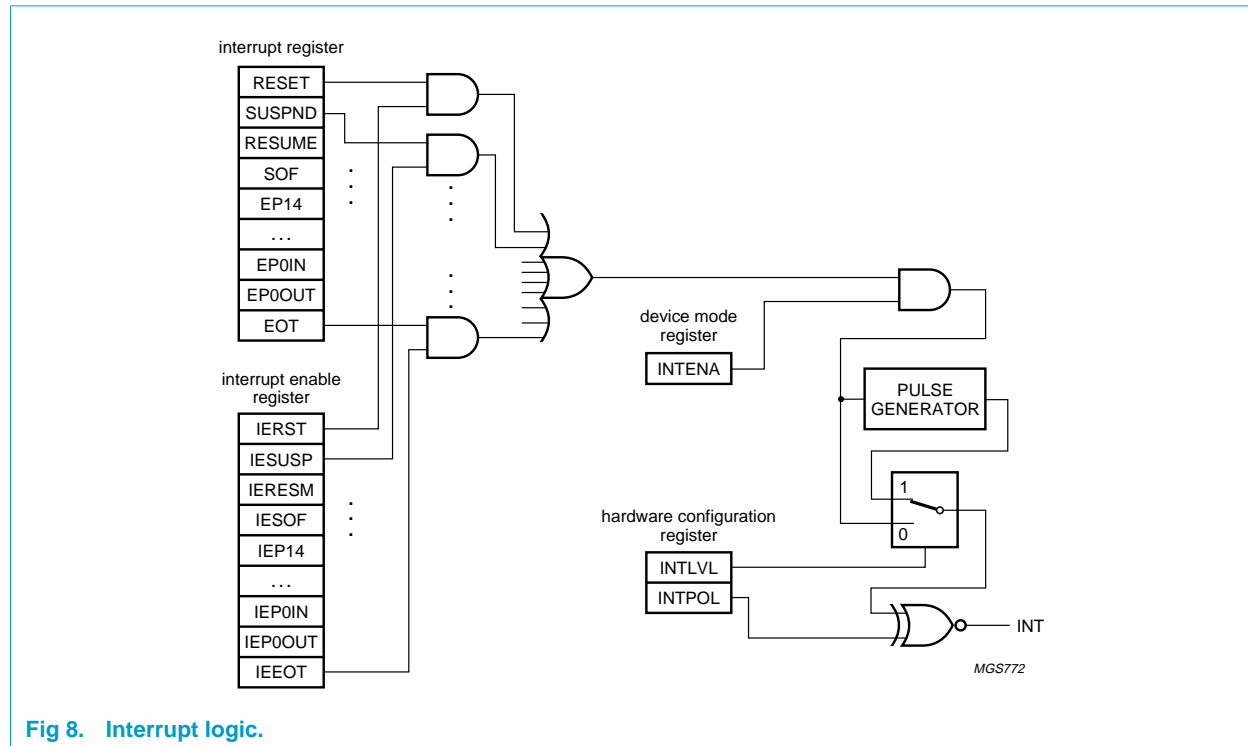 interrupt register
RESET
SUSPND
RESUME
SOF
EP14
...
EP0IN
EP0OUT
EOT
interrupt enable
register
IERST
IESUSP
IERESM
IESOF
IEP14
...
IEP0IN
IEP0OUT
IEEOT
device mode
register
INTENA
PULSE
GENERATOR
1
0
hardware configuration
register
INTLVL
INTPOL
INT
MGS772
Fig 8. Interrupt logic.